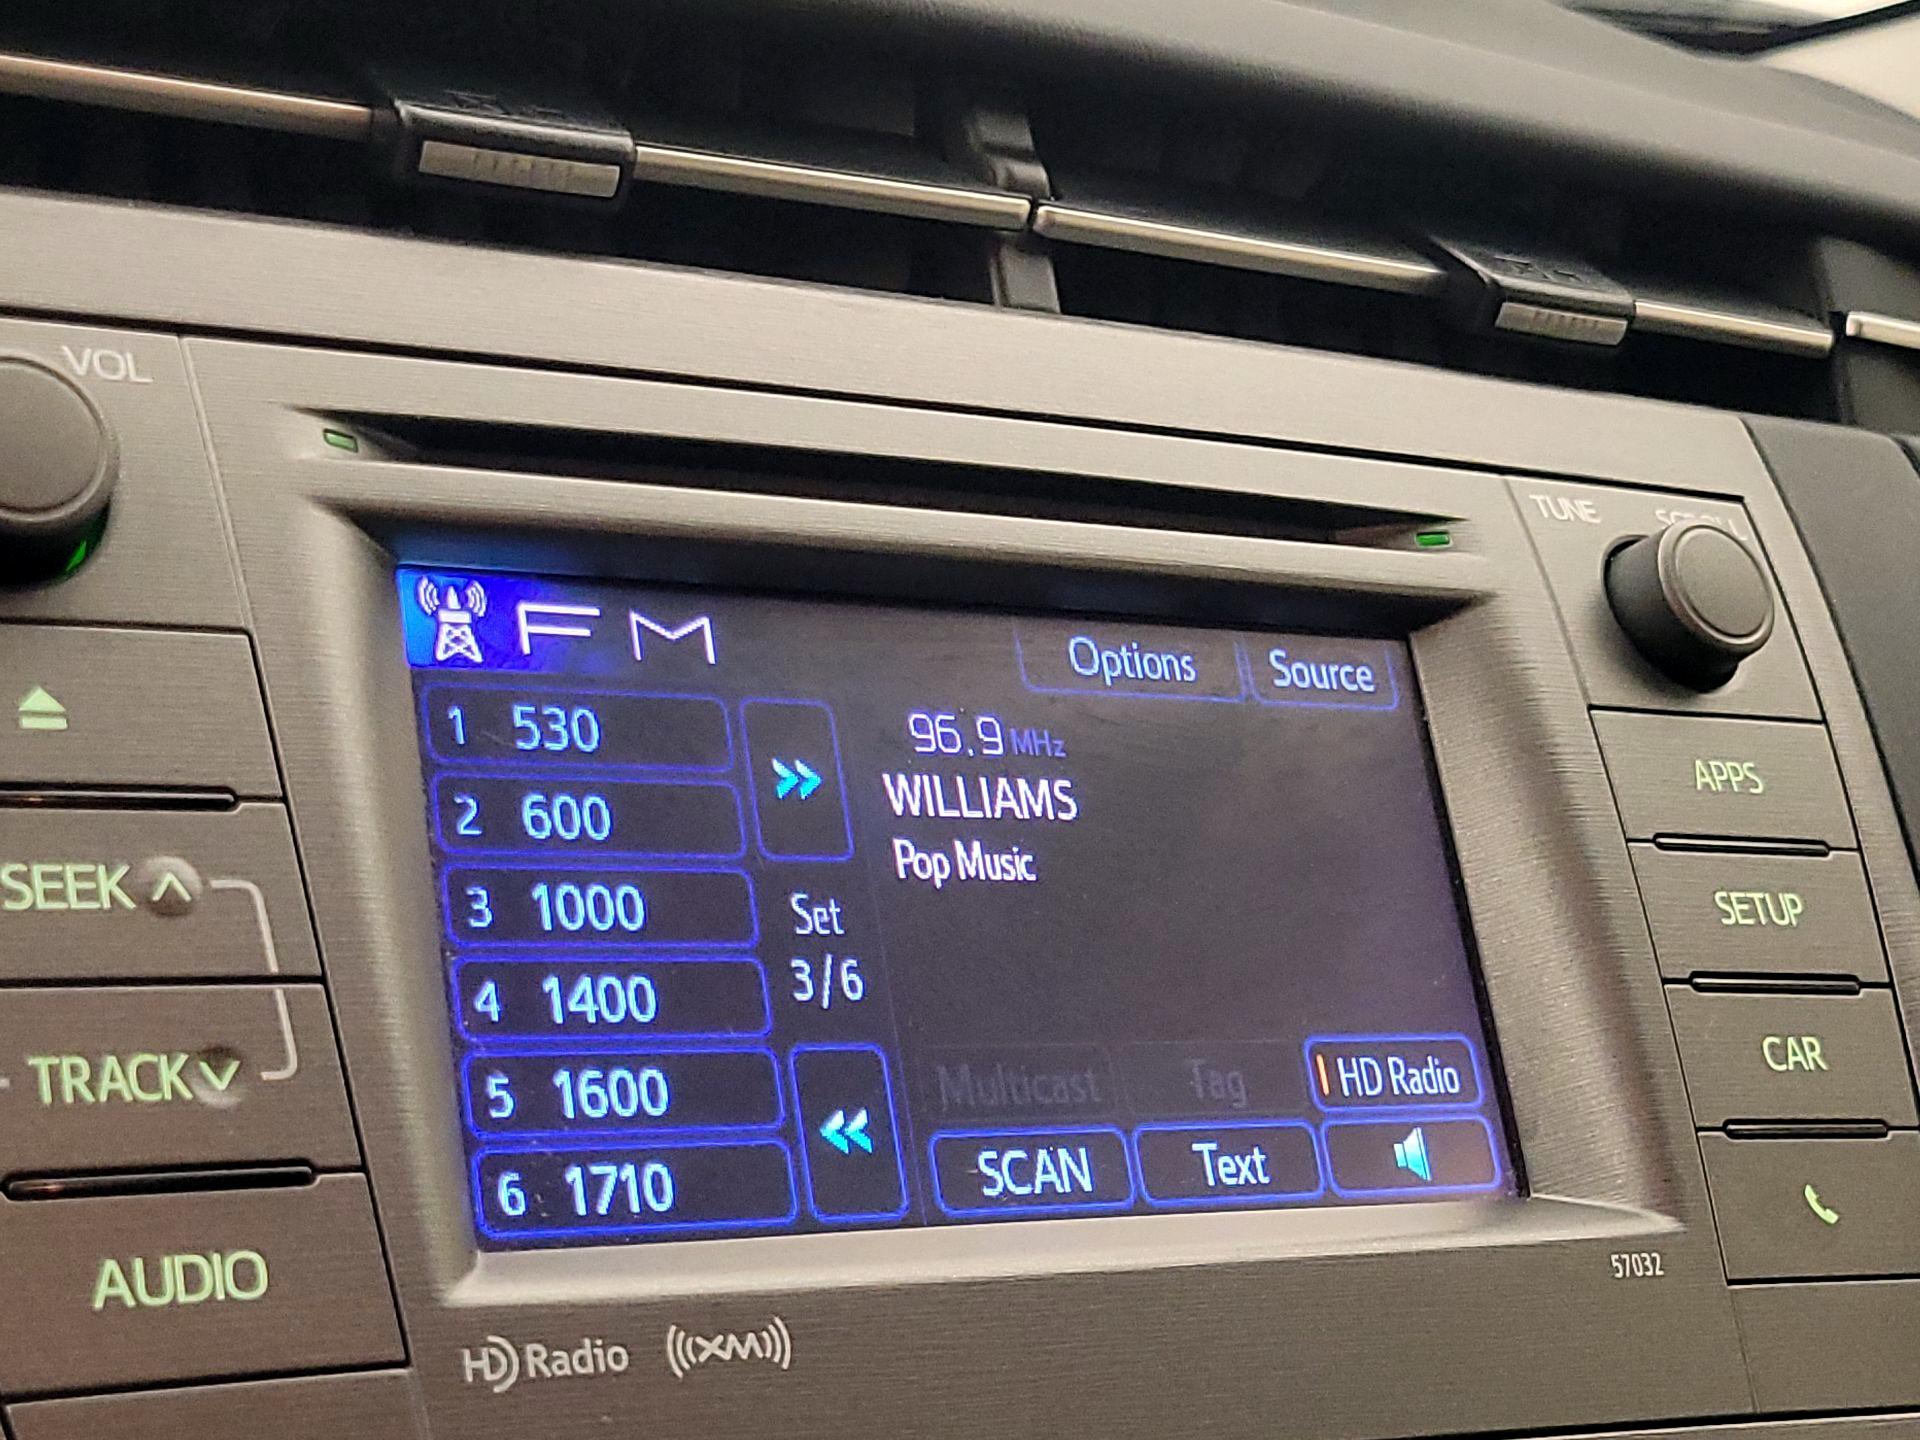 VOL
TUNE SCROLL
FM
Options
Source
1 530
2 600
3 1000
4 1400
5 1600
6 1710
Set
3/6
96.9 MHz
WILLIAMS
Pop Music
Multicast
Tag
HD Radio
SCAN
Text
SEEK
TRACK
AUDIO
APPS
SETUP
CAR
57032
HD Radio
XM